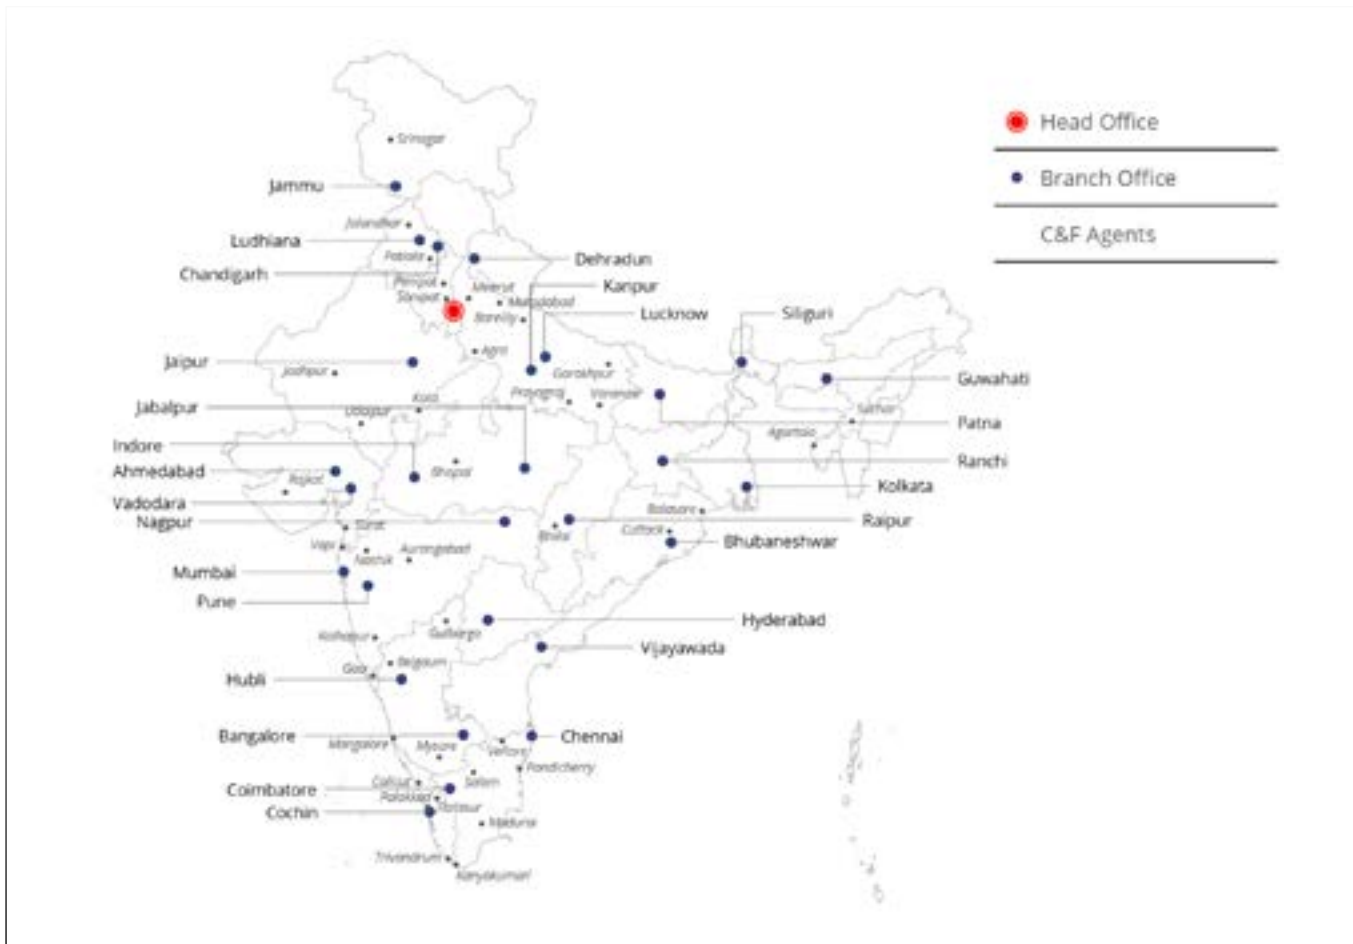 Head Office
Branch Office
C&F Agents
Srinagar
Jammu
Jalandhar
Ludhiana
Patiala
Chandigarh
Dehradun
Panipat
Meerut
Kanpur
Sonipat
Moradabad
Bareilly
Lucknow
Siliguri
Agra
Jaipur
Jodhpur
Gorakhpur
Guwahati
Prayagraj
Varanasi
Kota
Jabalpur
Udaipur
Silchar
Patna
Agartala
Indore
Bhopal
Ranchi
Ahmedabad
Rajkot
Kolkata
Vadodara
Balasore
Nagpur
Surat
Raipur
Bhilai
Cuttack
Bhubaneshwar
Vapi
Nashik
Aurangabad
Mumbai
Pune
Hyderabad
Gulbarga
Kolhapur
Vijayawada
Belgaum
Goa
Hubli
Bangalore
Mangalore
Mysore
Vellore
Chennai
Pondicherry
Calicut
Salem
Coimbatore
Palakkad
Cochin
Madurai
Trivandrum
Kanyakumari